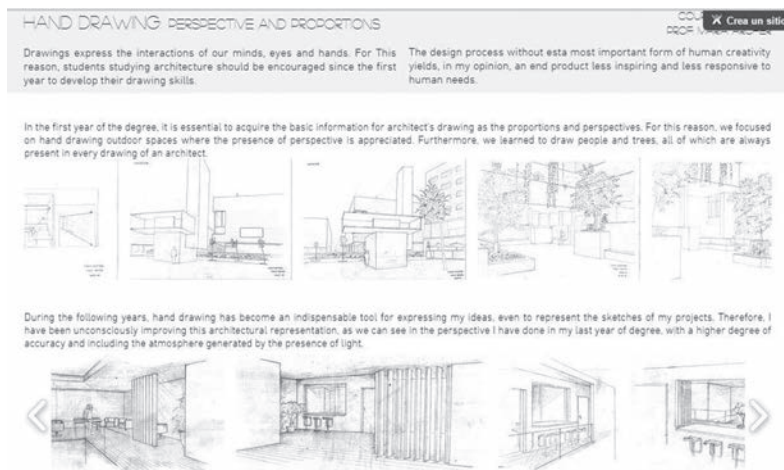 HAND DRAWING PERSPECTIVE AND PROPORTIONS
Crea un sitio
Drawings express the interactions of our minds, eyes and hands. For This
reason, students studying architecture should be encouraged since the first
year to develop their drawing skills.
The design process without esta most important form of human creativity
yields, in my opinion, an end product less inspiring and less responsive to
human needs.
In the first year of the degree, it is essential to acquire the basic information for architect's drawing as the proportions and perspectives. For this reason, we focused
on hand drawing outdoor spaces where the presence of perspective is appreciated. Furthermore, we learned to draw people and trees, all of which are always
present in every drawing of an architect.
During the following years, hand drawing has become an indispensable tool for expressing my ideas, even to represent the sketches of my projects. Therefore, I
have been unconsciously improving this architectural representation, as we can see in the perspective I have done in my last year of degree, with a higher degree of
accuracy and including the atmosphere generated by the presence of light.